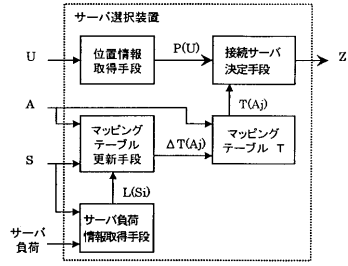 サーバ選択装置
U
位置情報
取得手段
P(U)
接続サーバ
決定手段
Z
A
T(Aj)
マッピング
テーブル
更新手段
ΔT(Aj)
マッピング
テーブル T
S
L(Si)
サーバ
負荷
サーバ負荷
情報取得手段